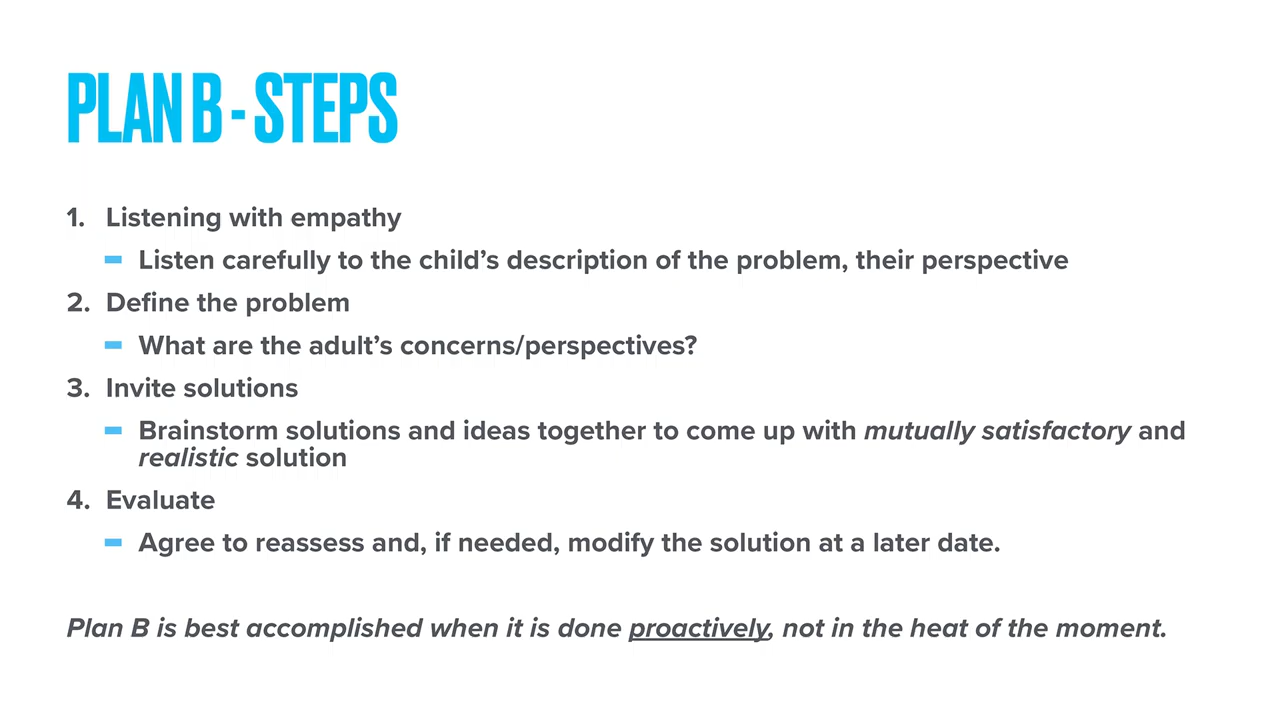 PLAN B - STEPS
1. Listening with empathy
- Listen carefully to the child’s description of the problem, their perspective
2. Define the problem
- What are the adult’s concerns/perspectives?
3. Invite solutions
- Brainstorm solutions and ideas together to come up with mutually satisfactory and
realistic solution
4. Evaluate
- Agree to reassess and, if needed, modify the solution at a later date.
Plan B is best accomplished when it is done proactively, not in the heat of the moment.